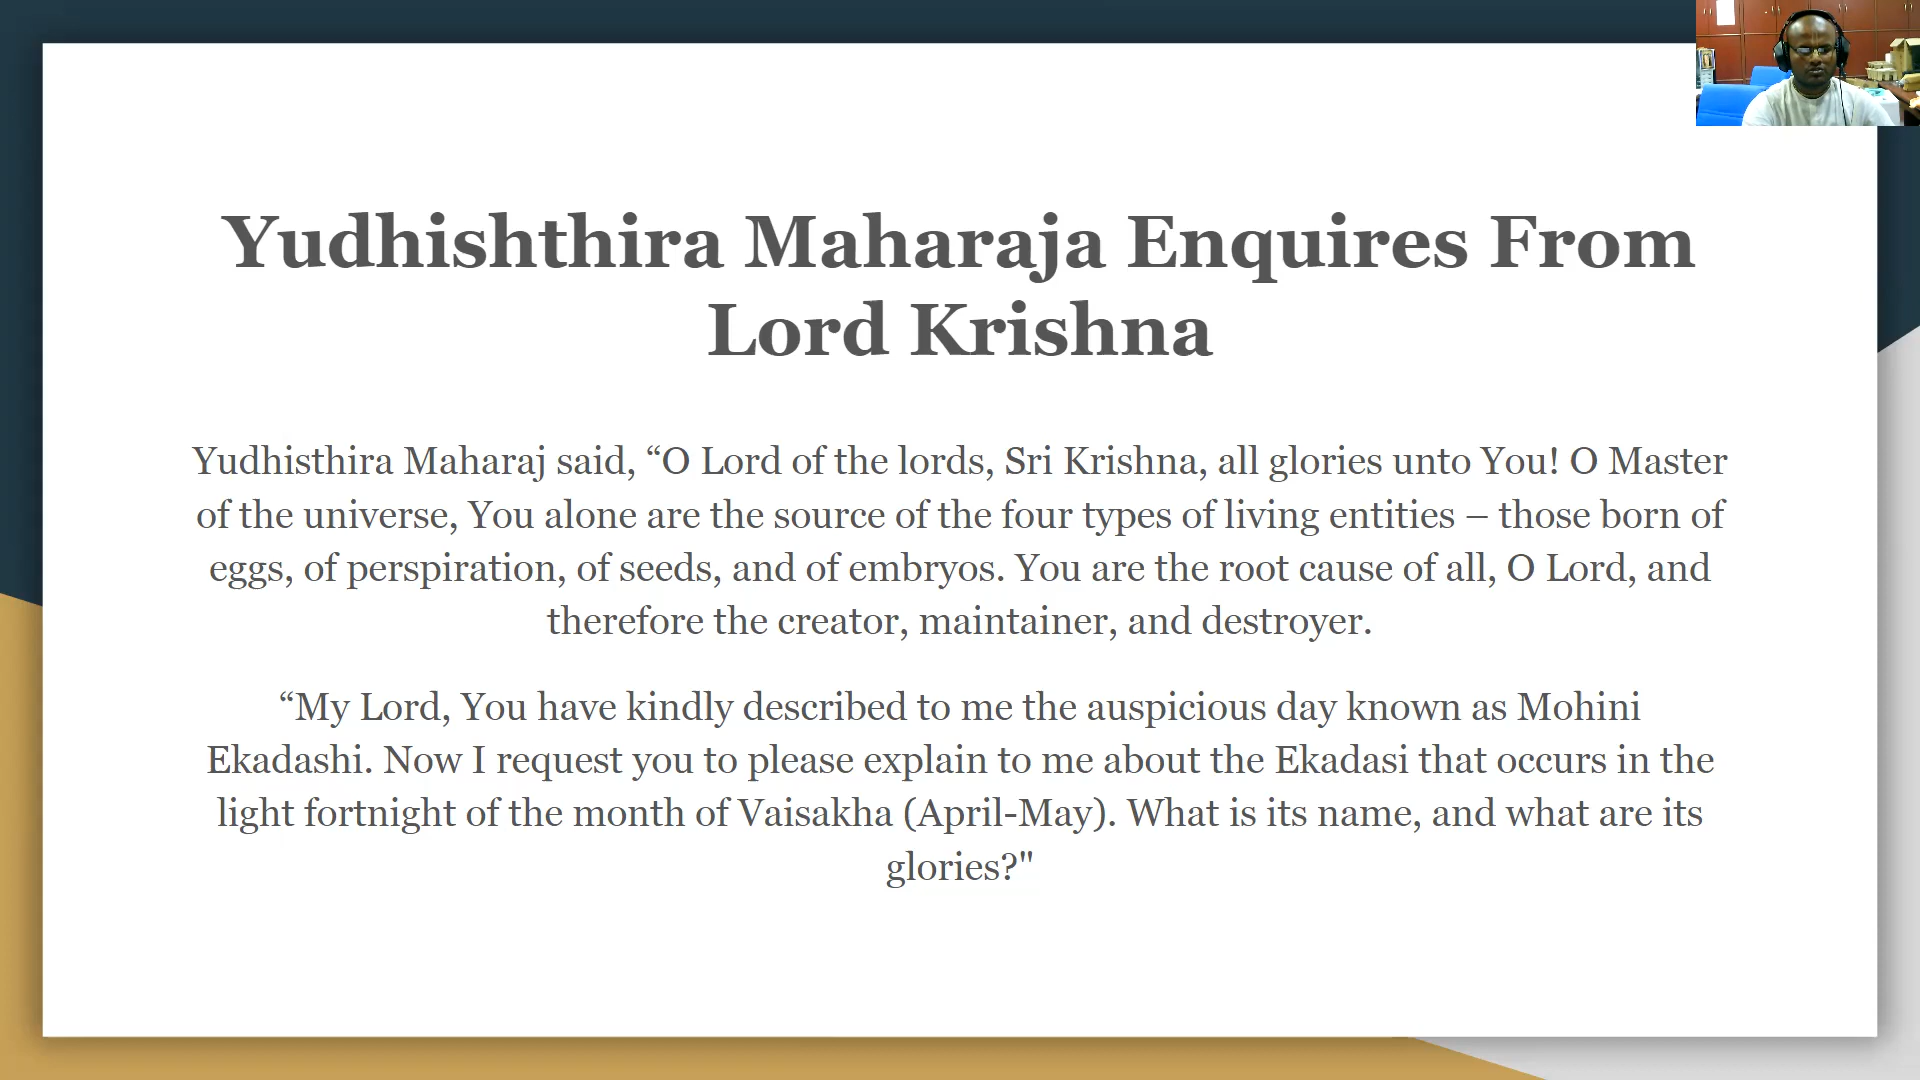 Yudhishthira Maharaja Enquires From
Lord Krishna
Yudhisthira Maharaj said, “O Lord of the lords, Sri Krishna, all glories unto You! O Master
of the universe, You alone are the source of the four types of living entities – those born of
eggs, of perspiration, of seeds, and of embryos. You are the root cause of all, O Lord, and
therefore the creator, maintainer, and destroyer.
“My Lord, You have kindly described to me the auspicious day known as Mohini
Ekadashi. Now I request you to please explain to me about the Ekadasi that occurs in the
light fortnight of the month of Vaisakha (April-May). What is its name, and what are its
glories?"